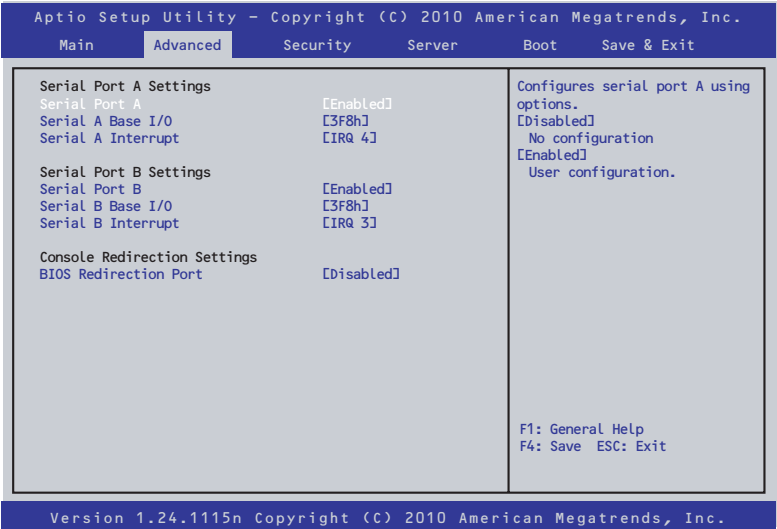 Aptio Setup Utility – Copyright (C) 2010 American Megatrends, Inc.
Main Advanced Security Server Boot Save & Exit
Serial Port A Settings
Serial Port A [Enabled]
Serial A Base I/O [3F8h]
Serial A Interrupt [IRQ 4]
Serial Port B Settings
Serial Port B [Enabled]
Serial B Base I/O [3F8h]
Serial B Interrupt [IRQ 3]
Console Redirection Settings
BIOS Redirection Port [Disabled]
Configures serial port A using
options.
[Disabled]
No configuration
[Enabled]
User configuration.
F1: General Help
F4: Save ESC: Exit
Version 1.24.1115n Copyright (C) 2010 American Megatrends, Inc.